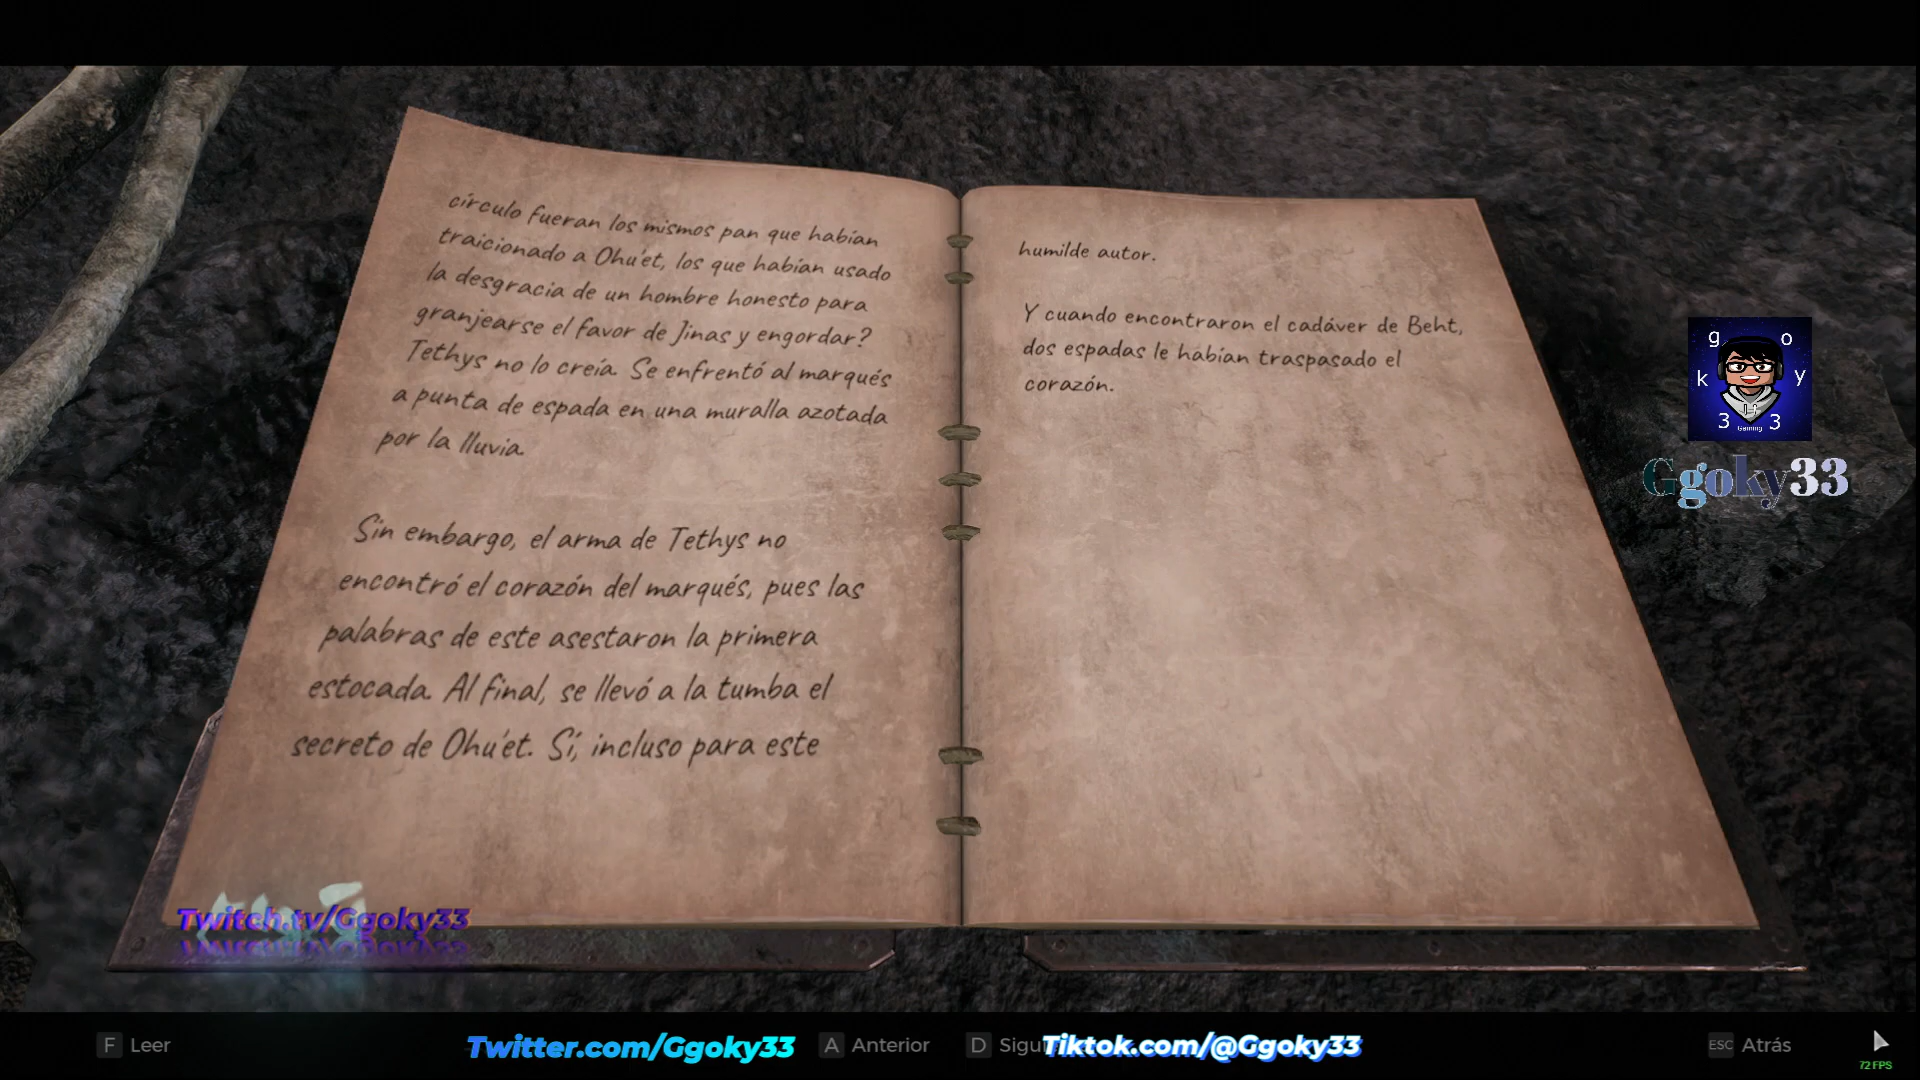 círculo fueran los mismos pan que habían
traicionado a Ohu'et, los que habían usado
la desgracia de un hombre honesto para
granjearse el favor de Jinas y engordar?
Tethys no lo creía. Se enfrentó al marqués
a punta de espada en una muralla azotada
por la lluvia.
Sin embargo, el arma de Tethys no
encontró el corazón del marqués, pues las
palabras de este asestaron la primera
estocada. Al final, se llevó a la tumba el
secreto de Ohu'et. Sí, incluso para este
humilde autor.
Y cuando encontraron el cadáver de Beht,
dos espadas le habían traspasado el
corazón.
g o
k y
3 3
Gaming
Ggoky33
Twitch.tv/Ggoky33
F Leer
Twitter.com/Ggoky33
A Anterior
D Sigu
Tiktok.com/@Ggoky33
ESC Atrás
72 FPS